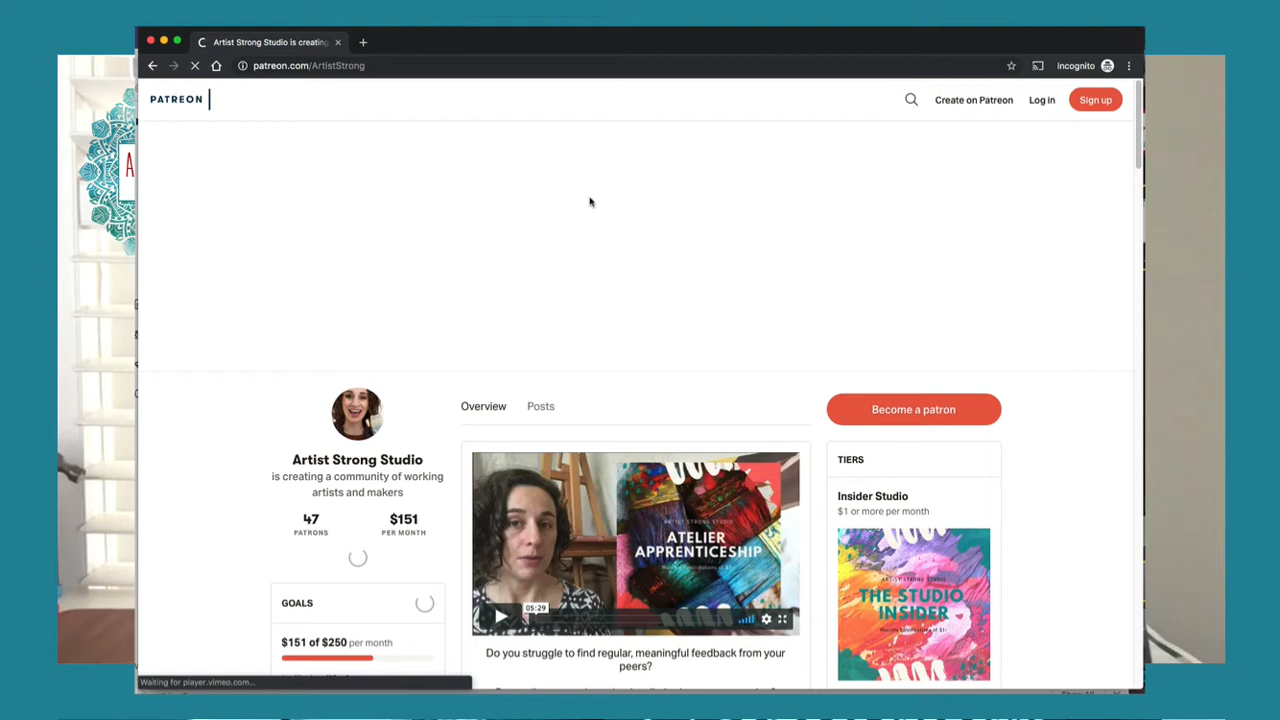 Artist Strong Studio is creating
patreon.com/ArtistStrong
Incognito
PATREON
Create on Patreon
Log in
Sign up
A
Overview
Posts
Become a patron
Artist Strong Studio
is creating a community of working
artists and makers
47
$151
PATRONS
PER MONTH
GOALS
$151 of $250 per month
ARTIST STRONG STUDIO
ATELIER
APPRENTICESHIP
05:29
Do you struggle to find regular, meaningful feedback from your
peers?
TIERS
Insider Studio
$1 or more per month
ARTIST STRONG STUDIO
THE STUDIO
INSIDER
Waiting for player.vimeo.com...